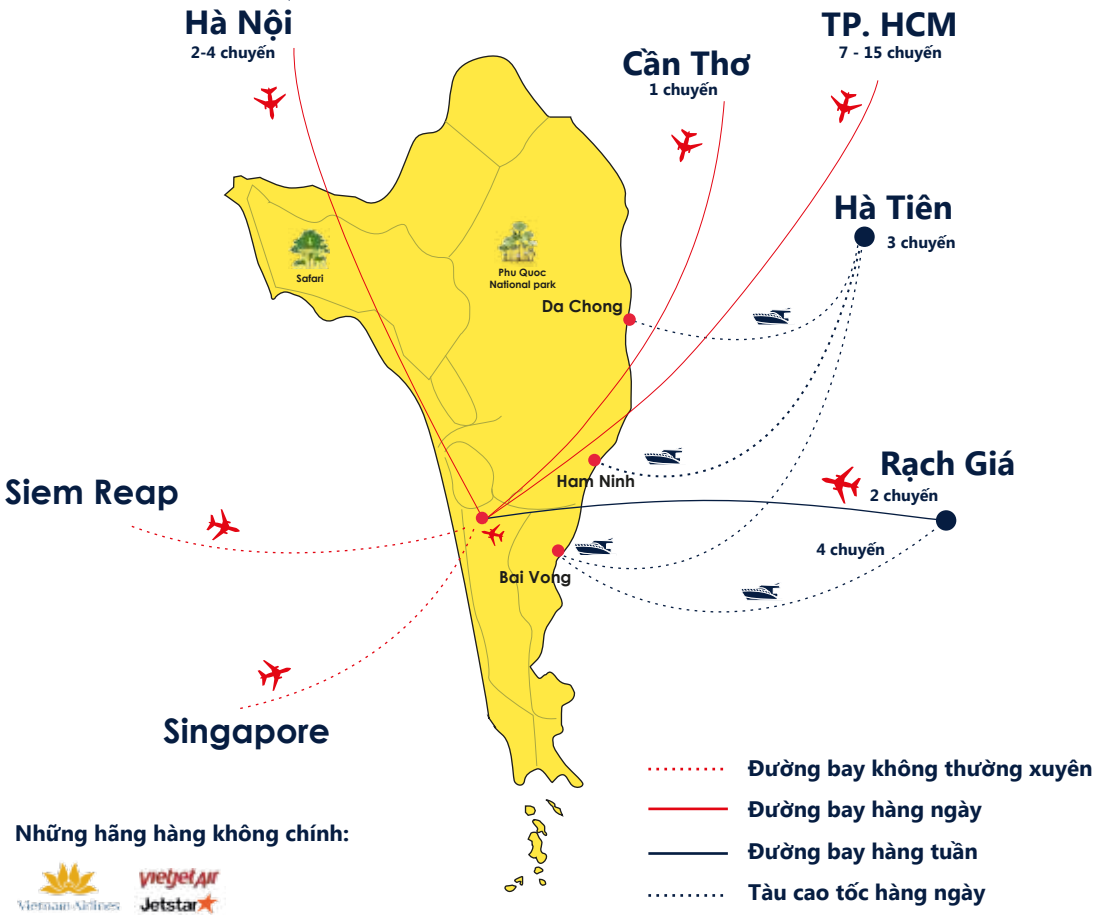 Hà Nội
2-4 chuyến
Cần Thơ
1 chuyến
TP. HCM
7 - 15 chuyến
Hà Tiên
3 chuyến
Safari
Phu Quoc
National park
Da Chong
Ham Ninh
Rạch Giá
2 chuyến
4 chuyến
Siem Reap
Bai Vong
Singapore
Đường bay không thường xuyên
Đường bay hàng ngày
Đường bay hàng tuần
Tàu cao tốc hàng ngày
Những hãng hàng không chính:
Vietnam Airlines
vietjet Air
Jetstar